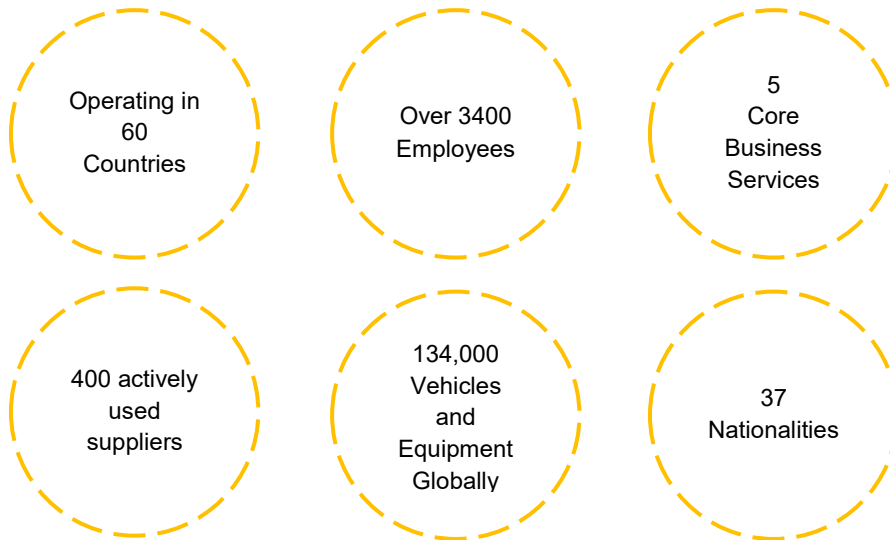 Operating in
60
Countries
Over 3400
Employees
5
Core
Business
Services
400 actively
used
suppliers
134,000
Vehicles
and
Equipment
Globally
37
Nationalities